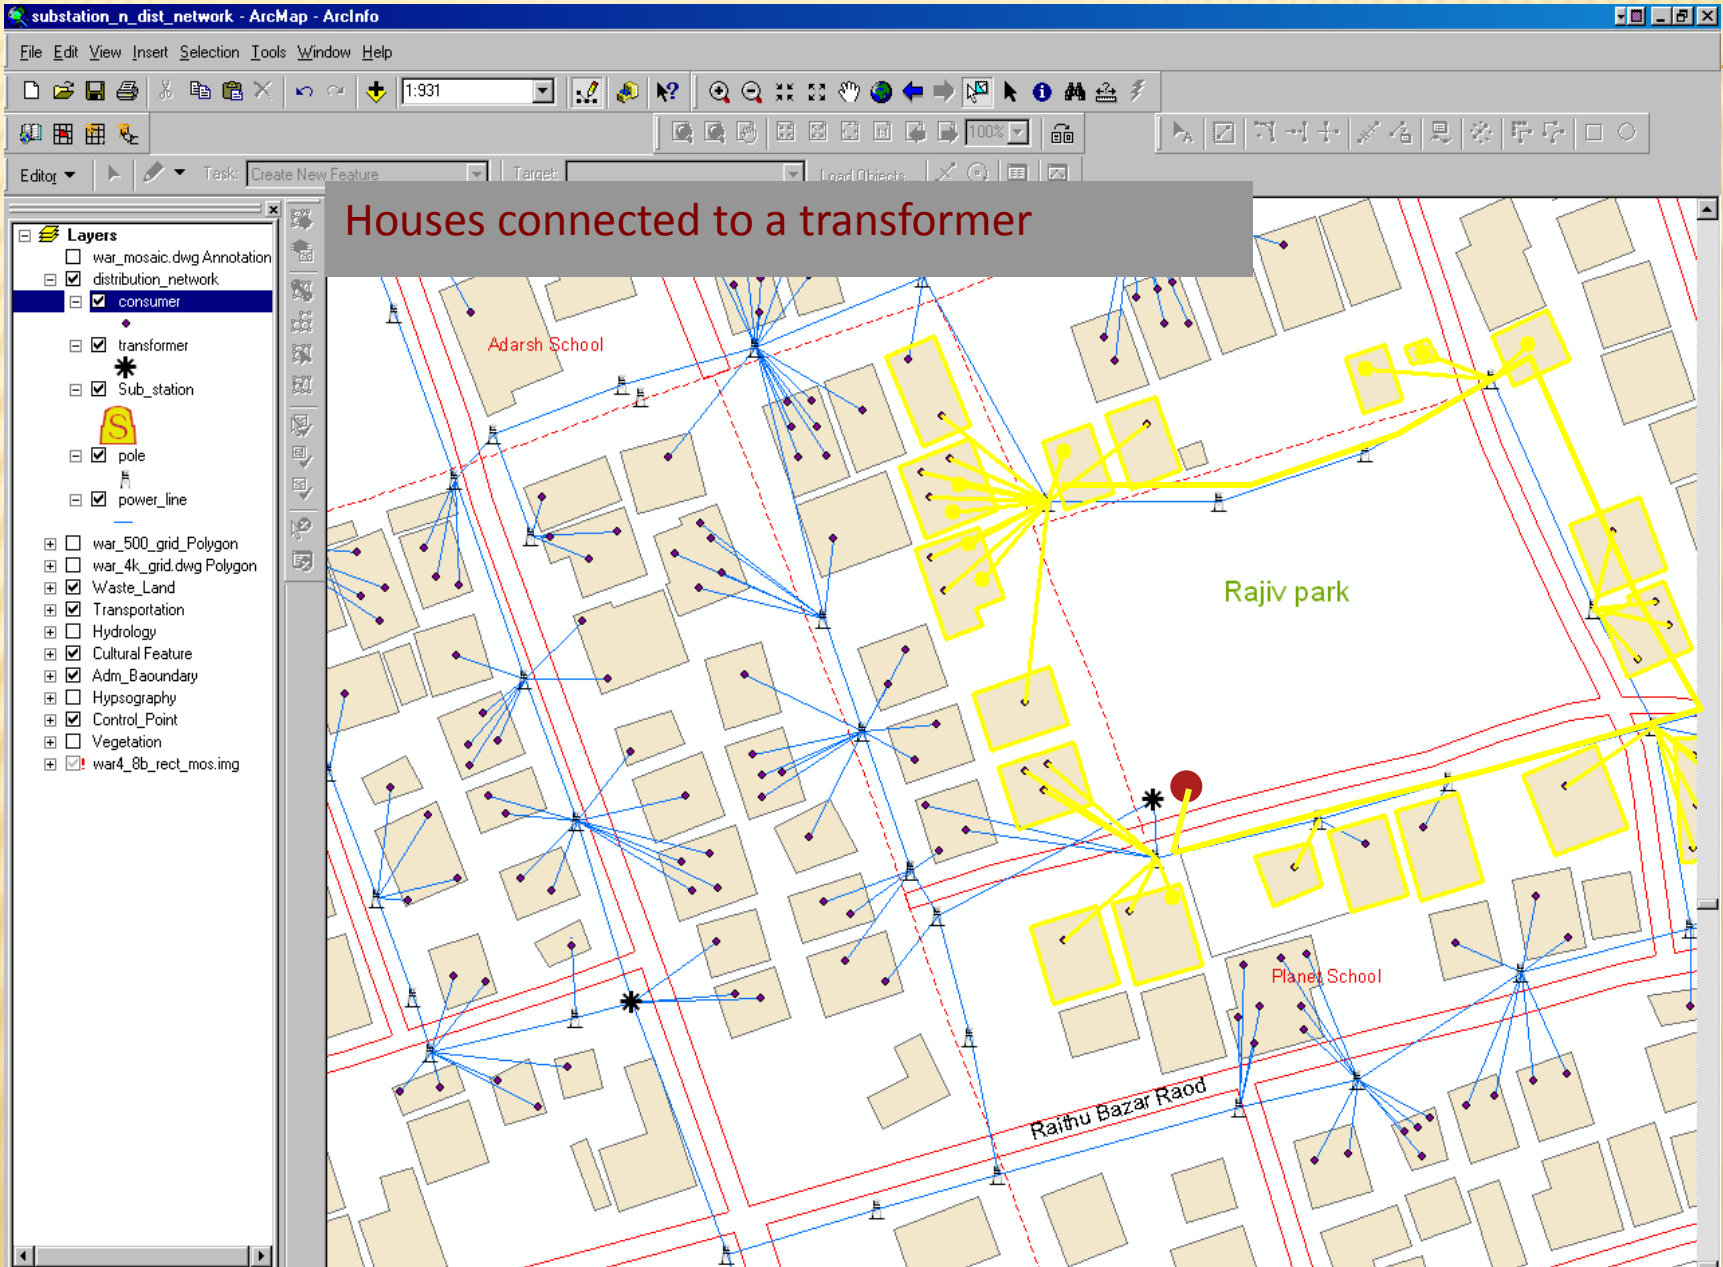 substation_n_dist_network - ArcMap - ArcInfo
File Edit View Insert Selection Tools Window Help
1:931
100%
Editor Task: Create New Feature Target: Load Objects...
Houses connected to a transformer
Layers
war_mosaic.dwg Annotation
distribution_network
consumer
transformer
Sub_station
S
pole
power_line
war_500_grid_Polygon
war_4k_grid.dwg Polygon
Waste_Land
Transportation
Hydrology
Cultural Feature
Adm_Baoundary
Hypsography
Control_Point
Vegetation
war4_8b_rect_mos.img
Adarsh School
Rajiv park
Planet School
Raithu Bazar Raod